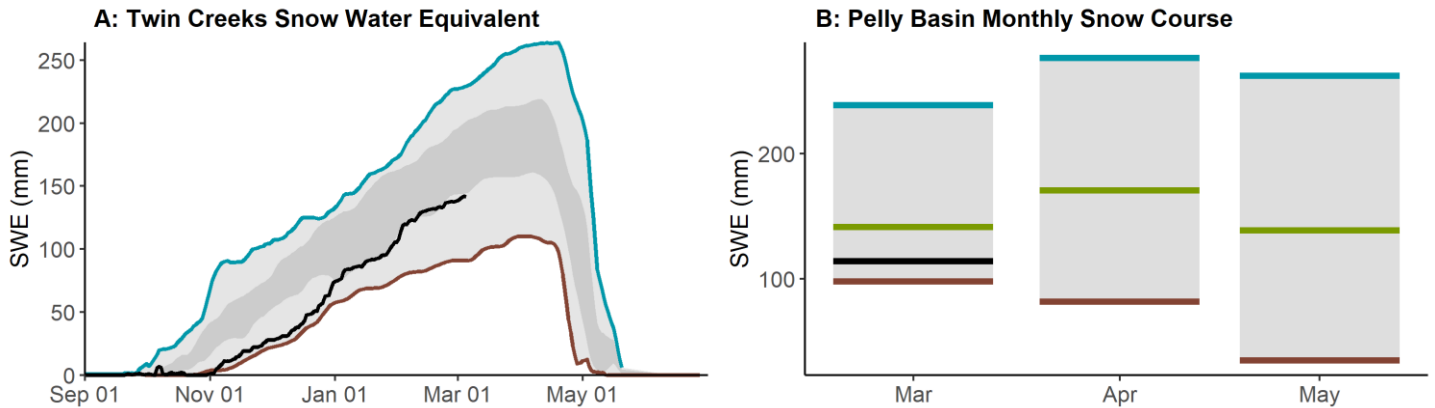 A: Twin Creeks Snow Water Equivalent
SWE (mm)
250
200
150
100
50
0
Sep 01 Nov 01 Jan 01 Mar 01 May 01
B: Pelly Basin Monthly Snow Course
SWE (mm)
200
100
Mar Apr May